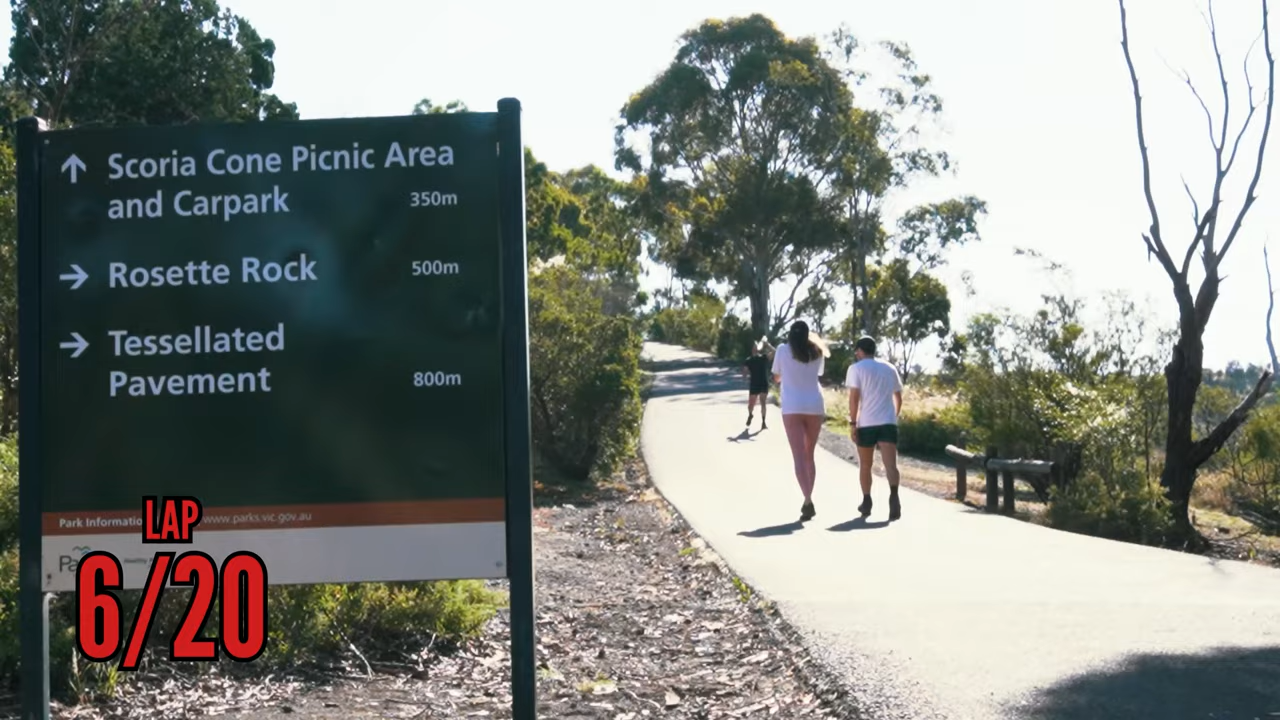 ↑ Scoria Cone Picnic Area
and Carpark 350m
→ Rosette Rock 500m
→ Tessellated
Pavement 800m
Park www.parks.vic.gov.au
LAP
6/20